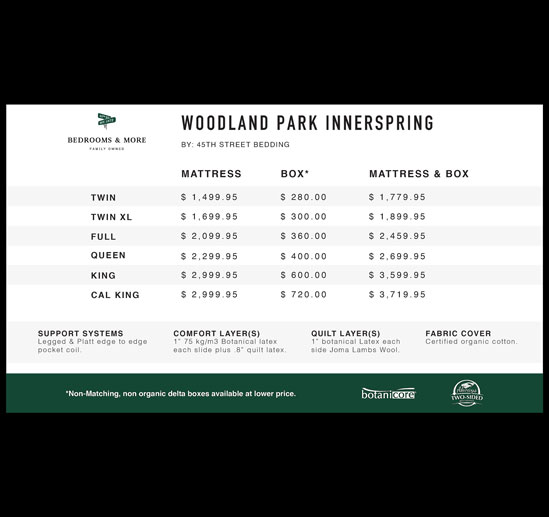 WOODLAND PARK INNERSPRING
BEDROOMS & MORE
FAMILY OWNED
BY: 45TH STREET BEDDING
MATTRESS BOX* MATTRESS & BOX
TWIN $ 1,499.95 $ 280.00 $ 1,779.95
TWIN XL $ 1,699.95 $ 300.00 $ 1,899.95
FULL $ 2,099.95 $ 360.00 $ 2,459.95
QUEEN $ 2,299.95 $ 400.00 $ 2,699.95
KING $ 2,999.95 $ 600.00 $ 3,599.95
CAL KING $ 2,999.95 $ 720.00 $ 3,719.95
SUPPORT SYSTEMS
Legged & Platt edge to edge
pocket coil.
COMFORT LAYER(S)
1" 75 kg/m3 Botanical latex
each slide plus .8" quilt latex.
QUILT LAYER(S)
1" botanical Latex each
side Joma Lambs Wool.
FABRIC COVER
Certified organic cotton.
*Non-Matching, non organic delta boxes available at lower price.
botanicore
TWO-SIDED